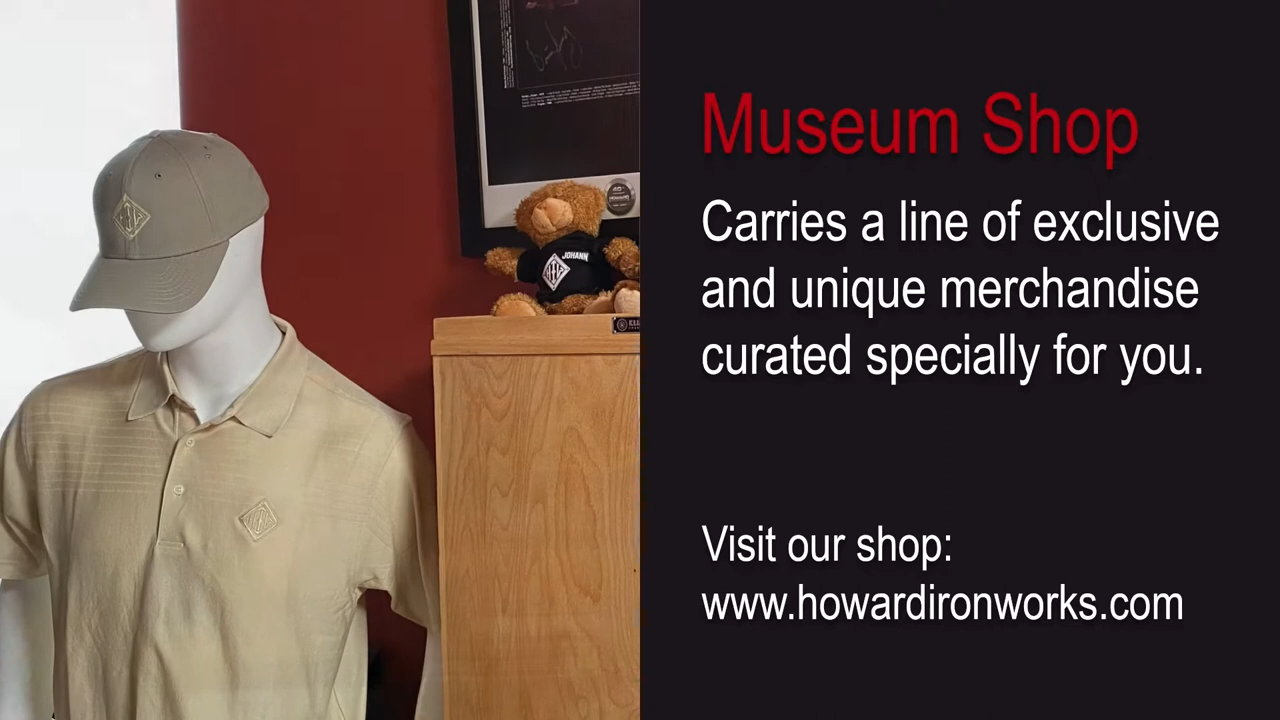 Museum Shop
Carries a line of exclusive
and unique merchandise
curated specially for you.
Visit our shop:
www.howardironworks.com
JOHANN